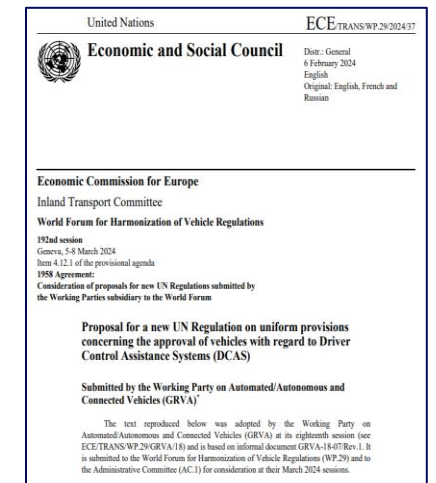 United Nations
ECE/TRANS/WP.29/2024/37
Economic and Social Council
Distr.: General
6 February 2024
English
Original: English, French and
Russian
Economic Commission for Europe
Inland Transport Committee
World Forum for Harmonization of Vehicle Regulations
192nd session
Geneva, 5-8 March 2024
Item 4.12.1 of the provisional agenda
1958 Agreement:
Consideration of proposals for new UN Regulations submitted by
the Working Parties subsidiary to the World Forum
Proposal for a new UN Regulation on uniform provisions
concerning the approval of vehicles with regard to Driver
Control Assistance Systems (DCAS)
Submitted by the Working Party on Automated/Autonomous and
Connected Vehicles (GRVA)*
The text reproduced below was adopted by the Working Party on
Automated/Autonomous and Connected Vehicles (GRVA) at its eighteenth session (see
ECE/TRANS/WP.29/GRVA/18) and is based on informal document GRVA-18-07/Rev.1. It
is submitted to the World Forum for Harmonization of Vehicle Regulations (WP.29) and to
the Administrative Committee (AC.1) for consideration at their March 2024 sessions.